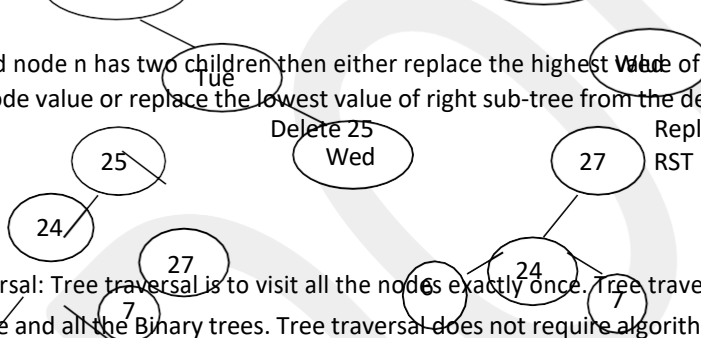 d node n has two children then either replace the highest value of
Tue
Wed
ode value or replace the lowest value of right sub-tree from the de
Delete 25
Repl
25
Wed
27
RST
24
27
24
rsal: Tree traversal is to visit all the nodes exactly once. Tree trave
6
7
7
e and all the Binary trees. Tree traversal does not require algorith